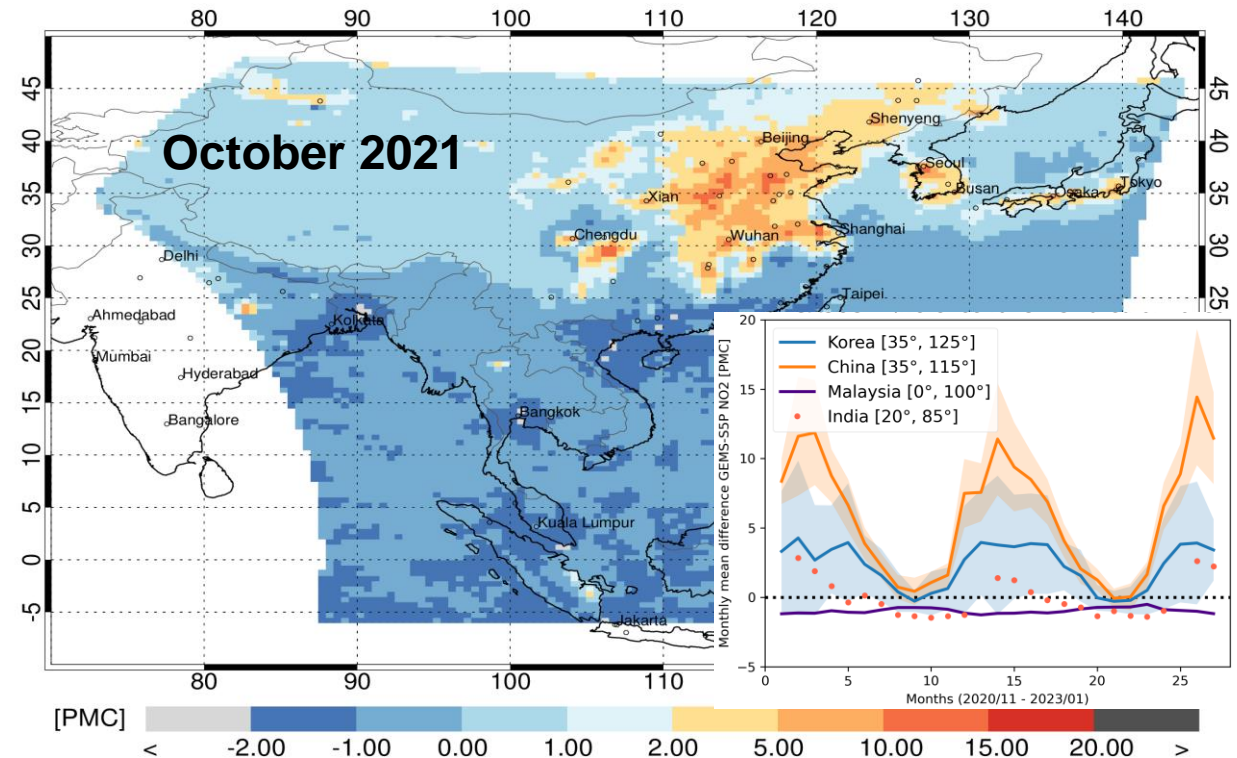 80 90 100 110 120 130 140
45 45
October 2021
Shenyeng
40 Beijing 40
Seoul
Tokyo
35 Xian Busan Osaka 35
30 Chengdu Wuhan Shanghai 30
Delhi
25 Taipei 25
Ahmedabad Kolkata
20 Mumbai
Hyderabad
15 Bangkok
Bangalore
10
5
Kuala Lumpur
0
-5
Jakarta
80 90 100 110
Monthly mean difference GEMS-S5P NO2 [PMC]
20
15
10
5
0
−5
Korea [35°, 125°]
China [35°, 115°]
Malaysia [0°, 100°]
India [20°, 85°]
0 5 10 15 20 25
Months (2020/11 - 2023/01)
[PMC]
< -2.00 -1.00 0.00 1.00 2.00 5.00 10.00 15.00 20.00 >